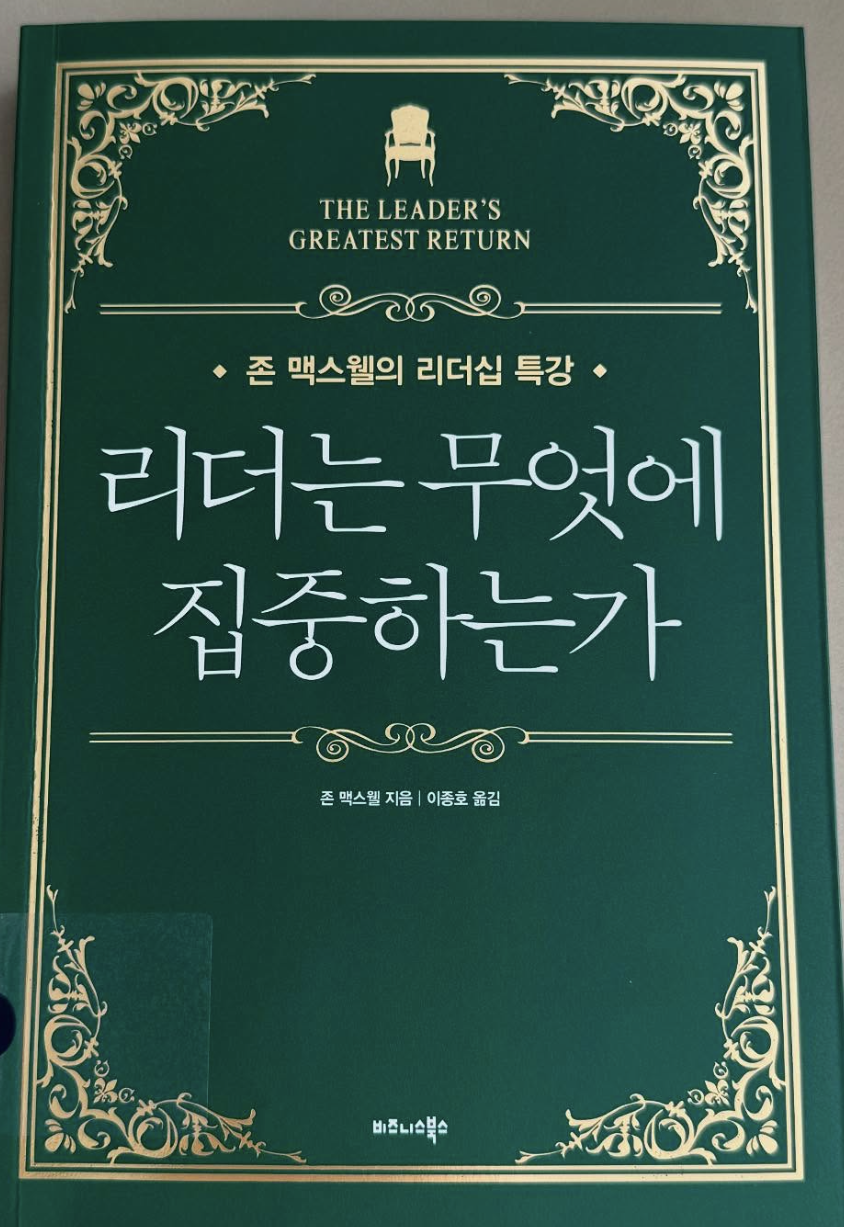 THE LEADER'S
GREATEST RETURN
존 맥스웰의 리더십 특강
리더는 무엇에
집중하는가
존 맥스웰 지음 | 이종호 옮김
비즈니스북스